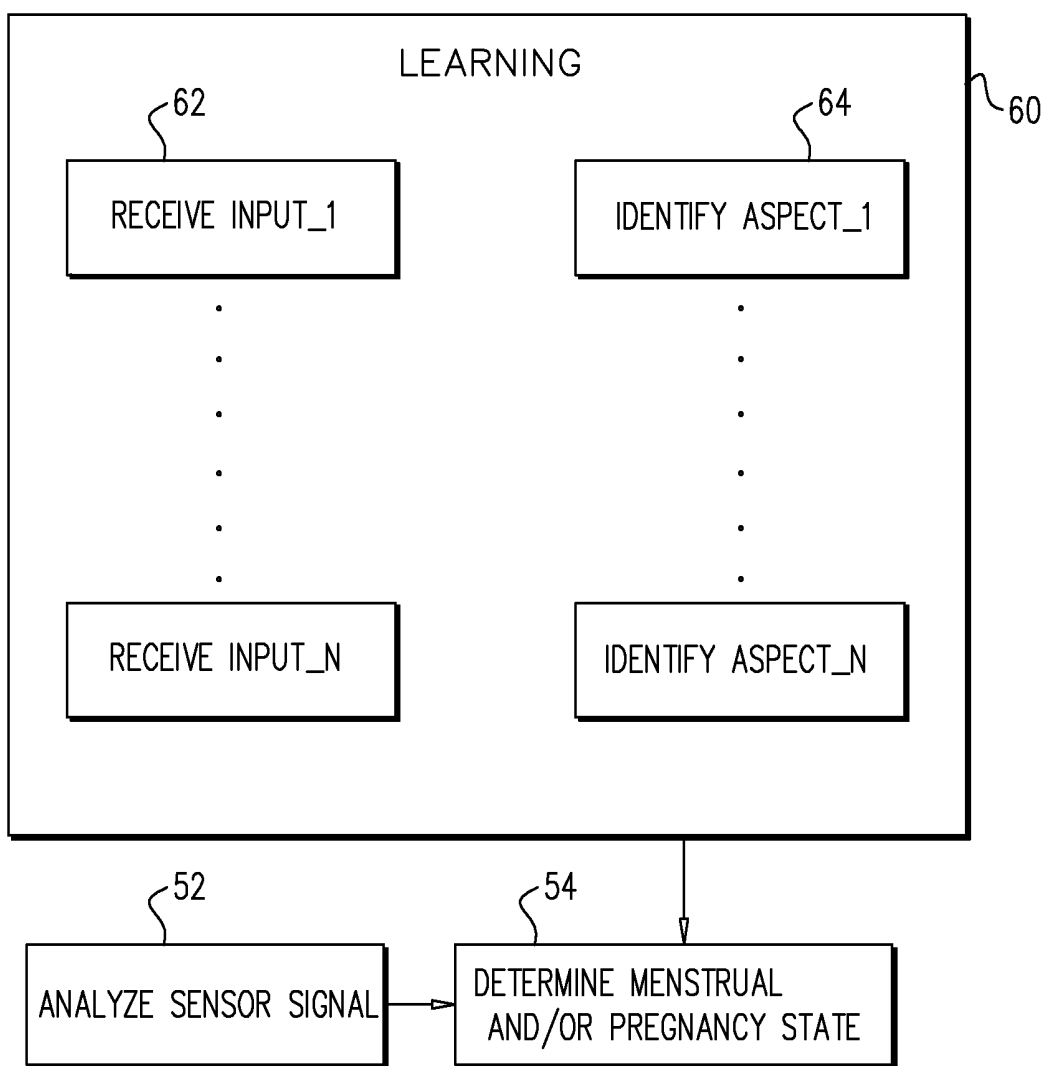 LEARNING
60
62
64
RECEIVE INPUT_1
IDENTIFY ASPECT_1
RECEIVE INPUT_N
IDENTIFY ASPECT_N
52
54
ANALYZE SENSOR SIGNAL
DETERMINE MENSTRUAL
AND/OR PREGNANCY STATE